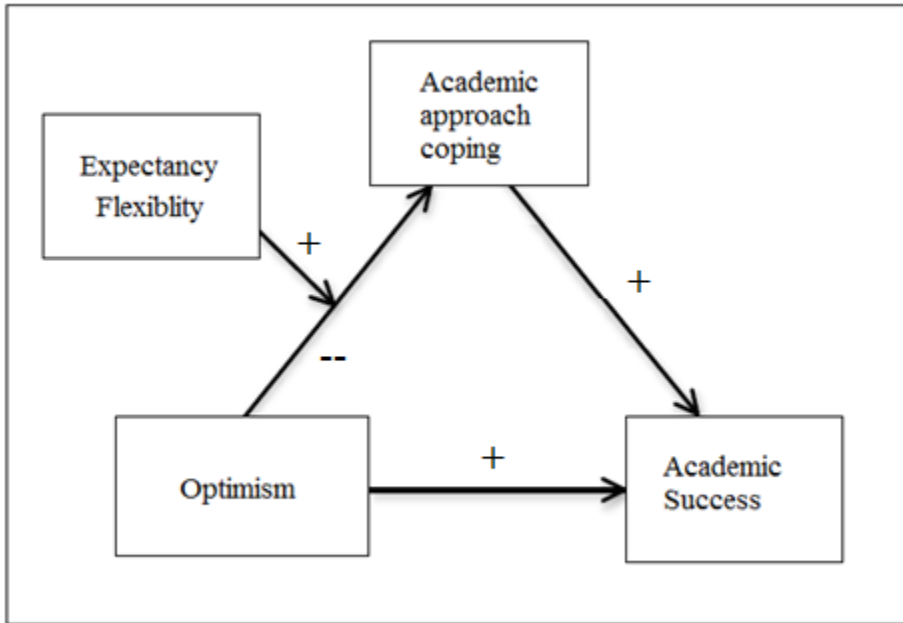 Academic
approach
coping
Expectancy
Flexiblity
+
+
--
Optimism
+
Academic
Success